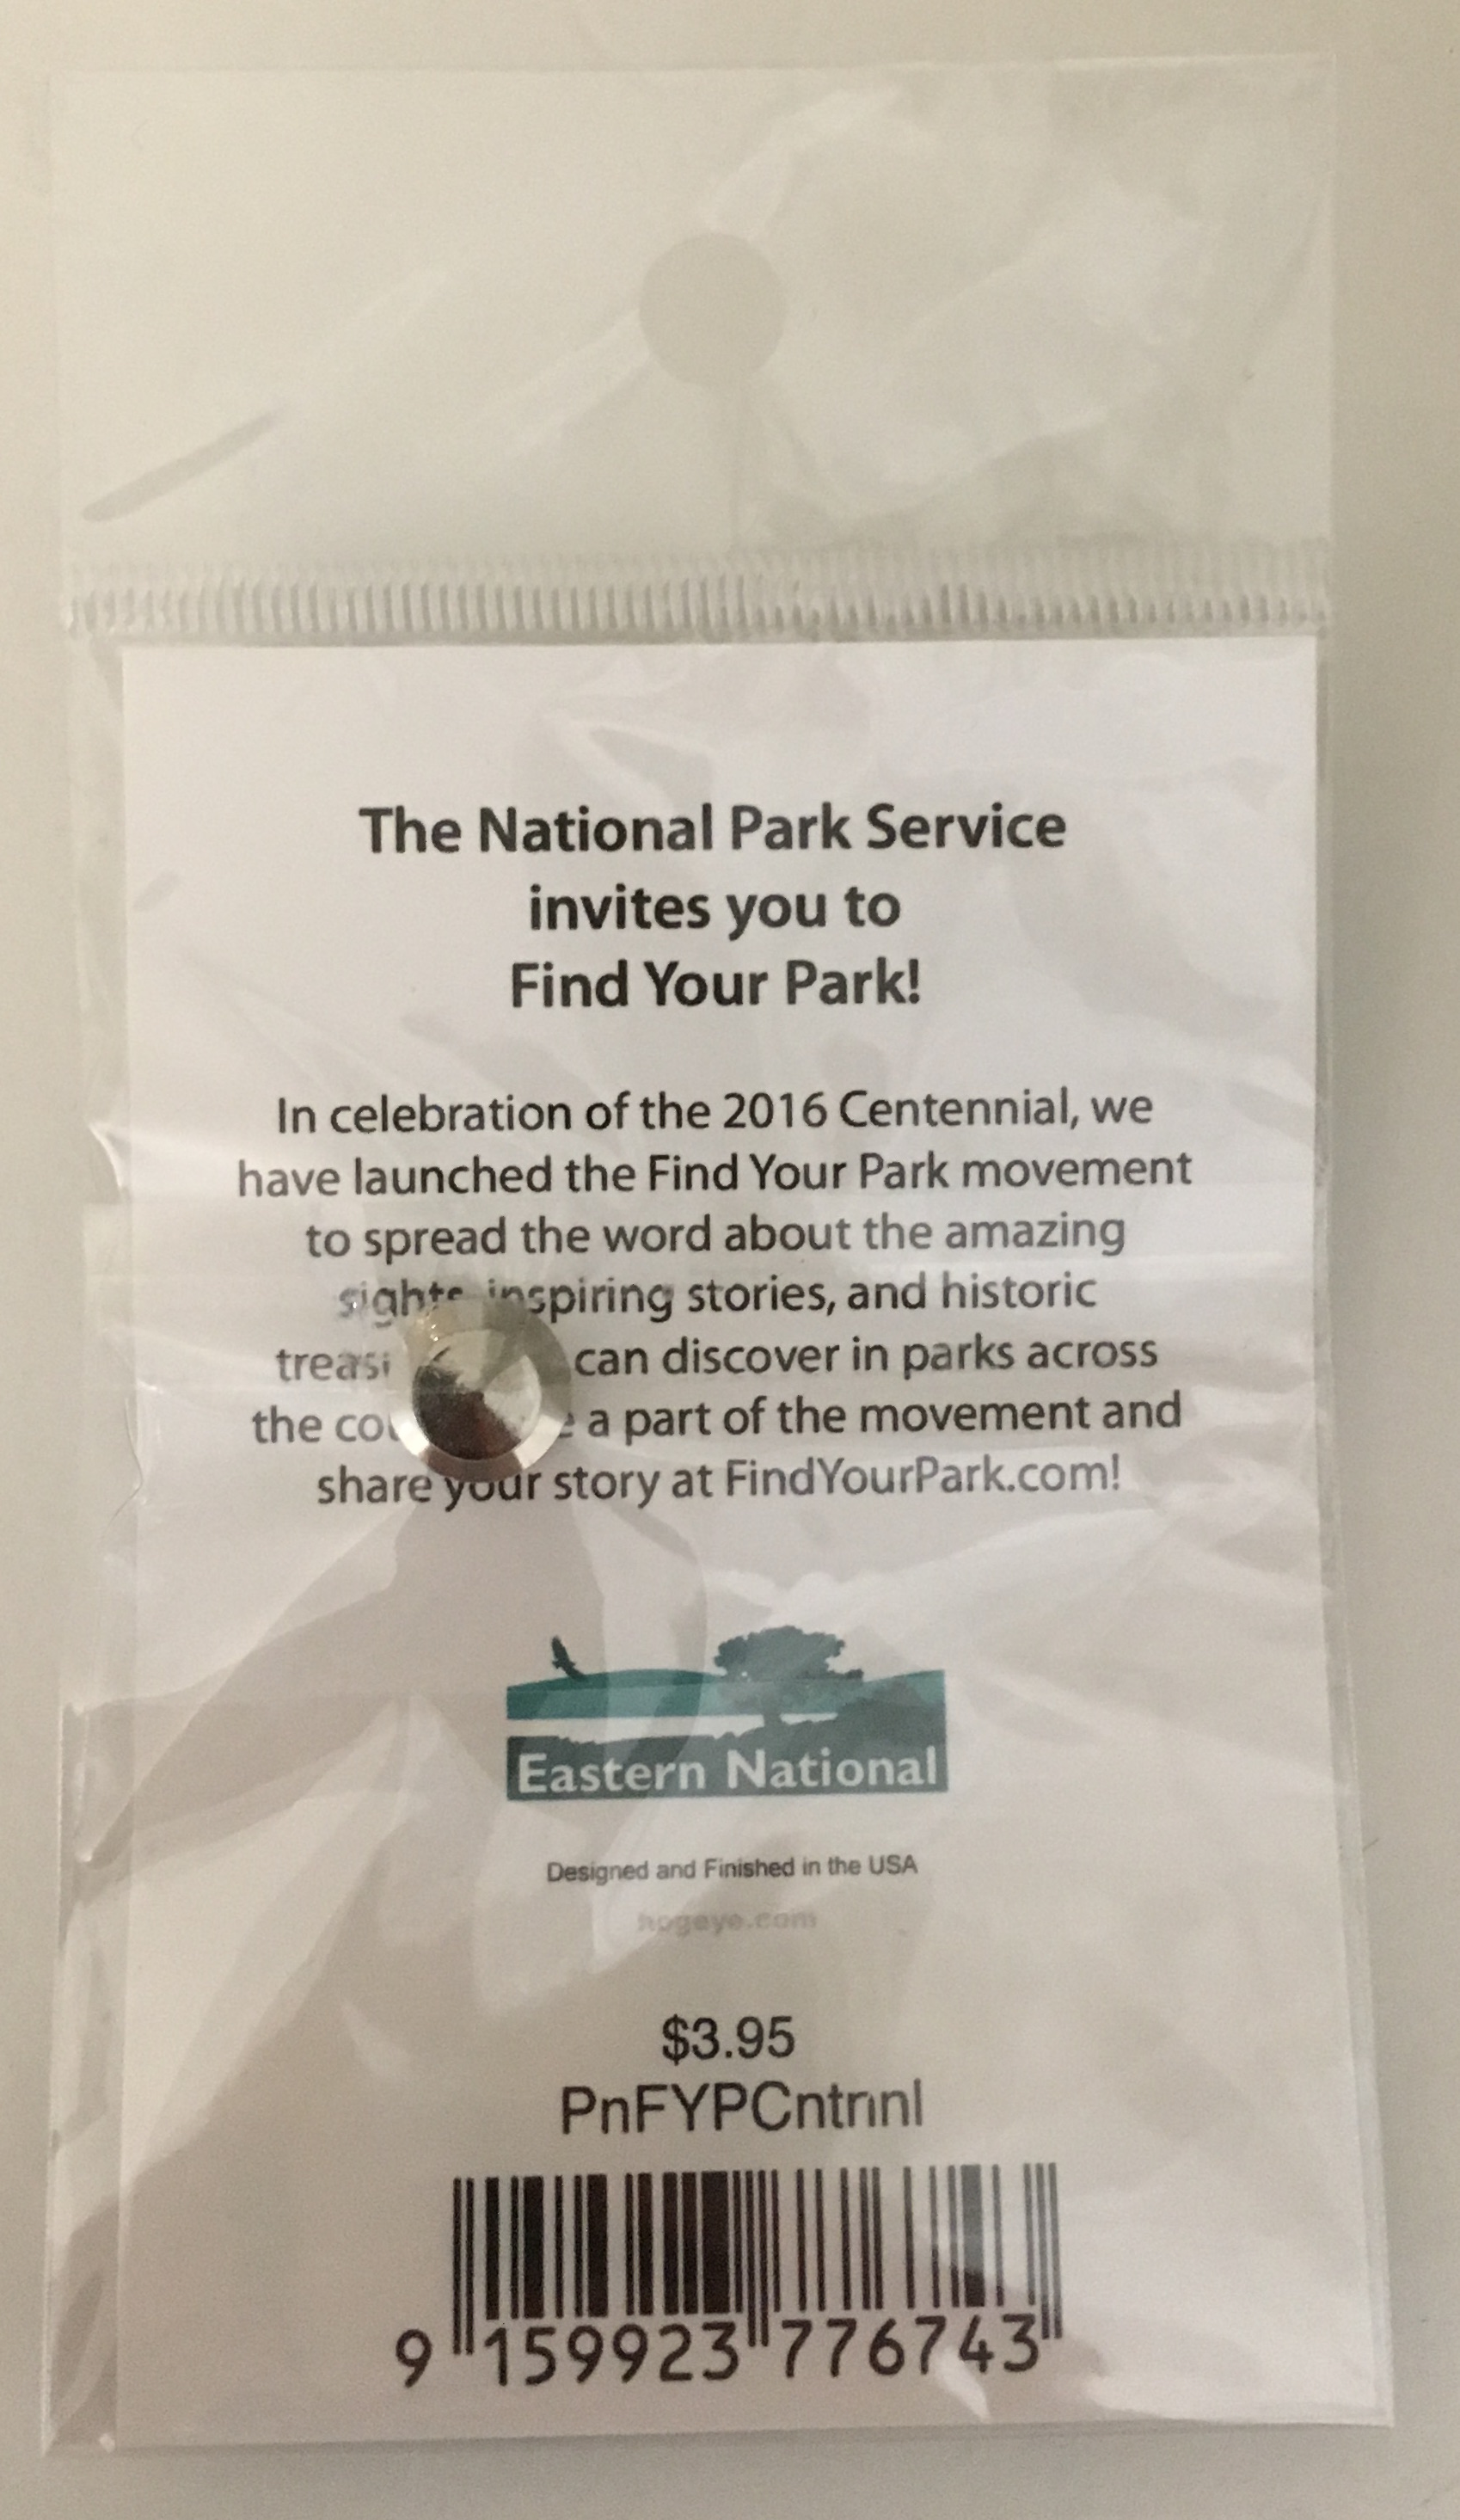 The National Park Service
invites you to
Find Your Park!
In celebration of the 2016 Centennial, we
have launched the Find Your Park movement
to spread the word about the amazing
sights, inspiring stories, and historic
can discover in parks across
the a part of the movement and
share your story at FindYourPark.com!
Eastern National
Designed and Finished in the USA
hogeye.com
$3.95
PnFYPCntnnl
9 159923 776743